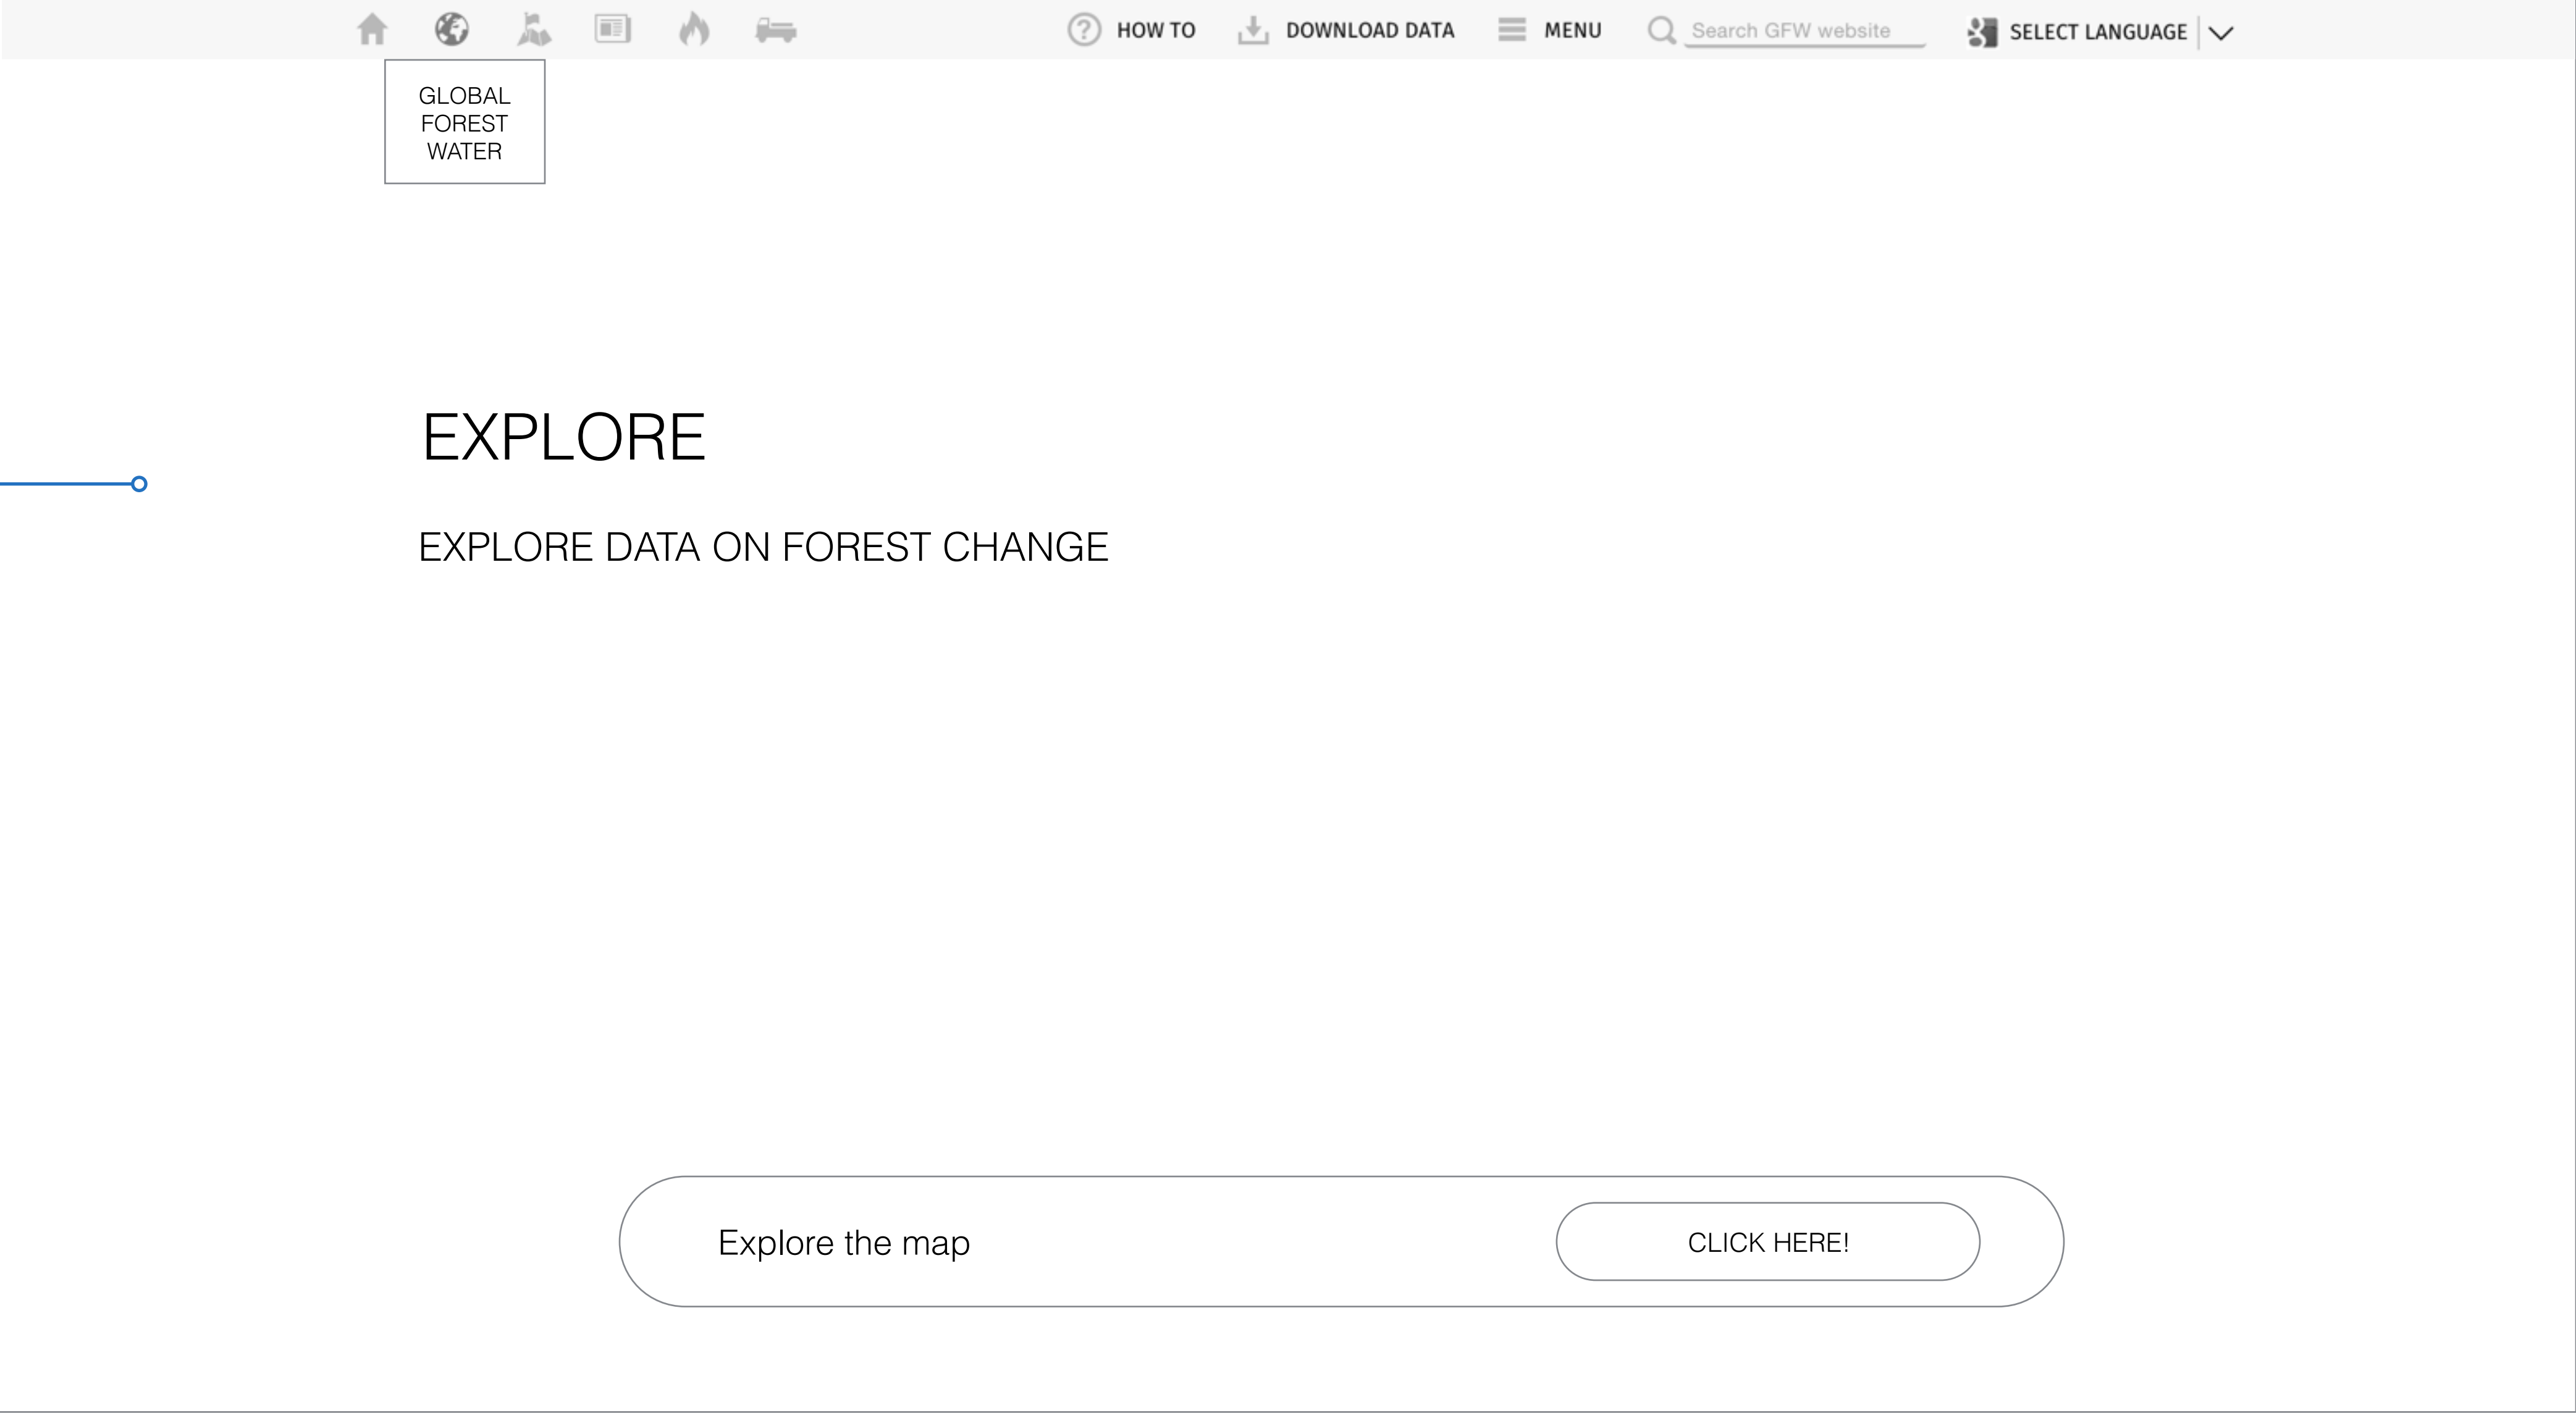 HOW TO
DOWNLOAD DATA
MENU
Search GFW website
SELECT LANGUAGE
GLOBAL
FOREST
WATER
EXPLORE
EXPLORE DATA ON FOREST CHANGE
Explore the map
CLICK HERE!